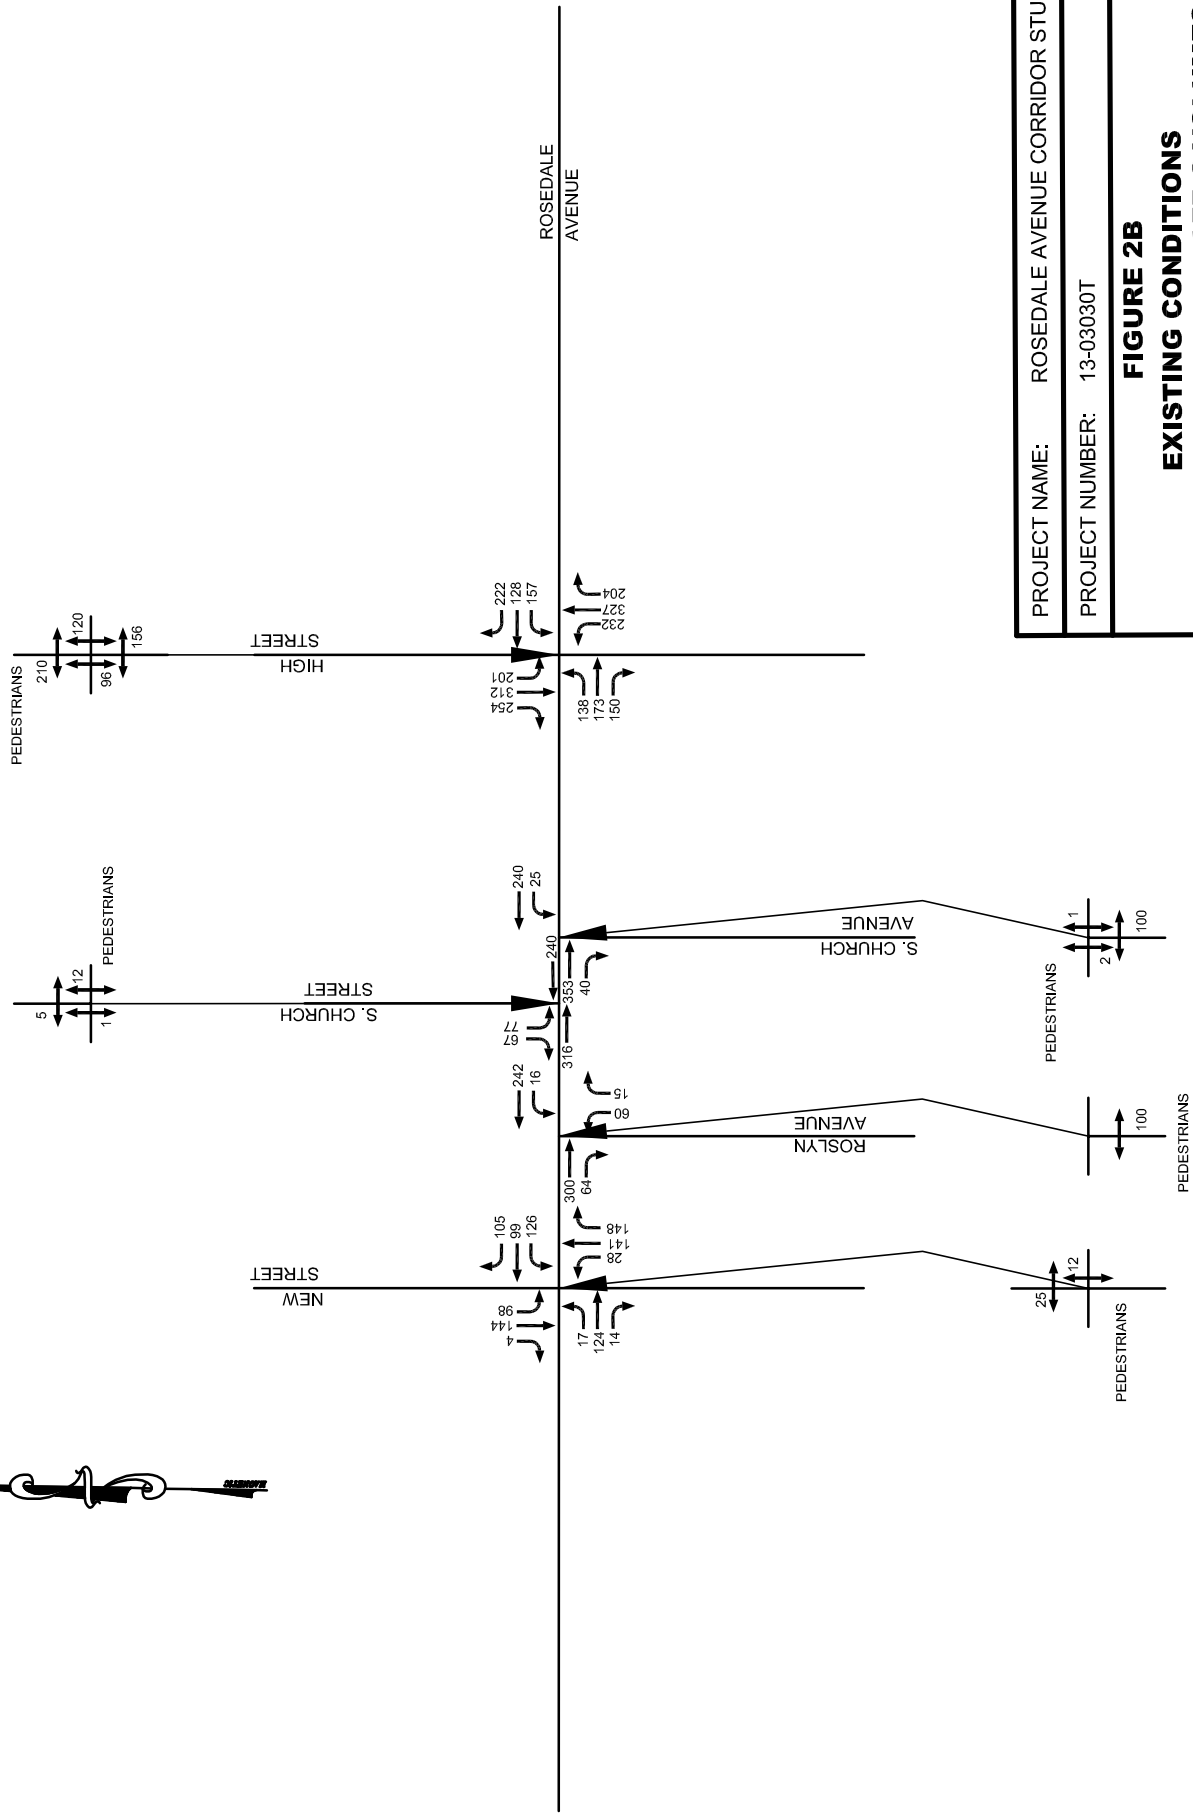 PEDESTRIANS
210
120
96
156
HIGH
STREET
222
128
157
201
312
254
138
173
150
204
327
232
ROSEDALE
AVENUE
PEDESTRIANS
5
12
1
S. CHURCH
STREET
240
77
67
316
240
25
353
40
S. CHURCH
AVENUE
PEDESTRIANS
1
2
100
242
16
15
60
300
64
ROSLYN
AVENUE
100
PEDESTRIANS
NEW
STREET
105
99
126
98
144
4
17
124
14
148
141
28
25
12
PEDESTRIANS
PROJECT NAME: ROSEDALE AVENUE CORRIDOR STU
PROJECT NUMBER: 13-03030T
FIGURE 2B
EXISTING CONDITIONS